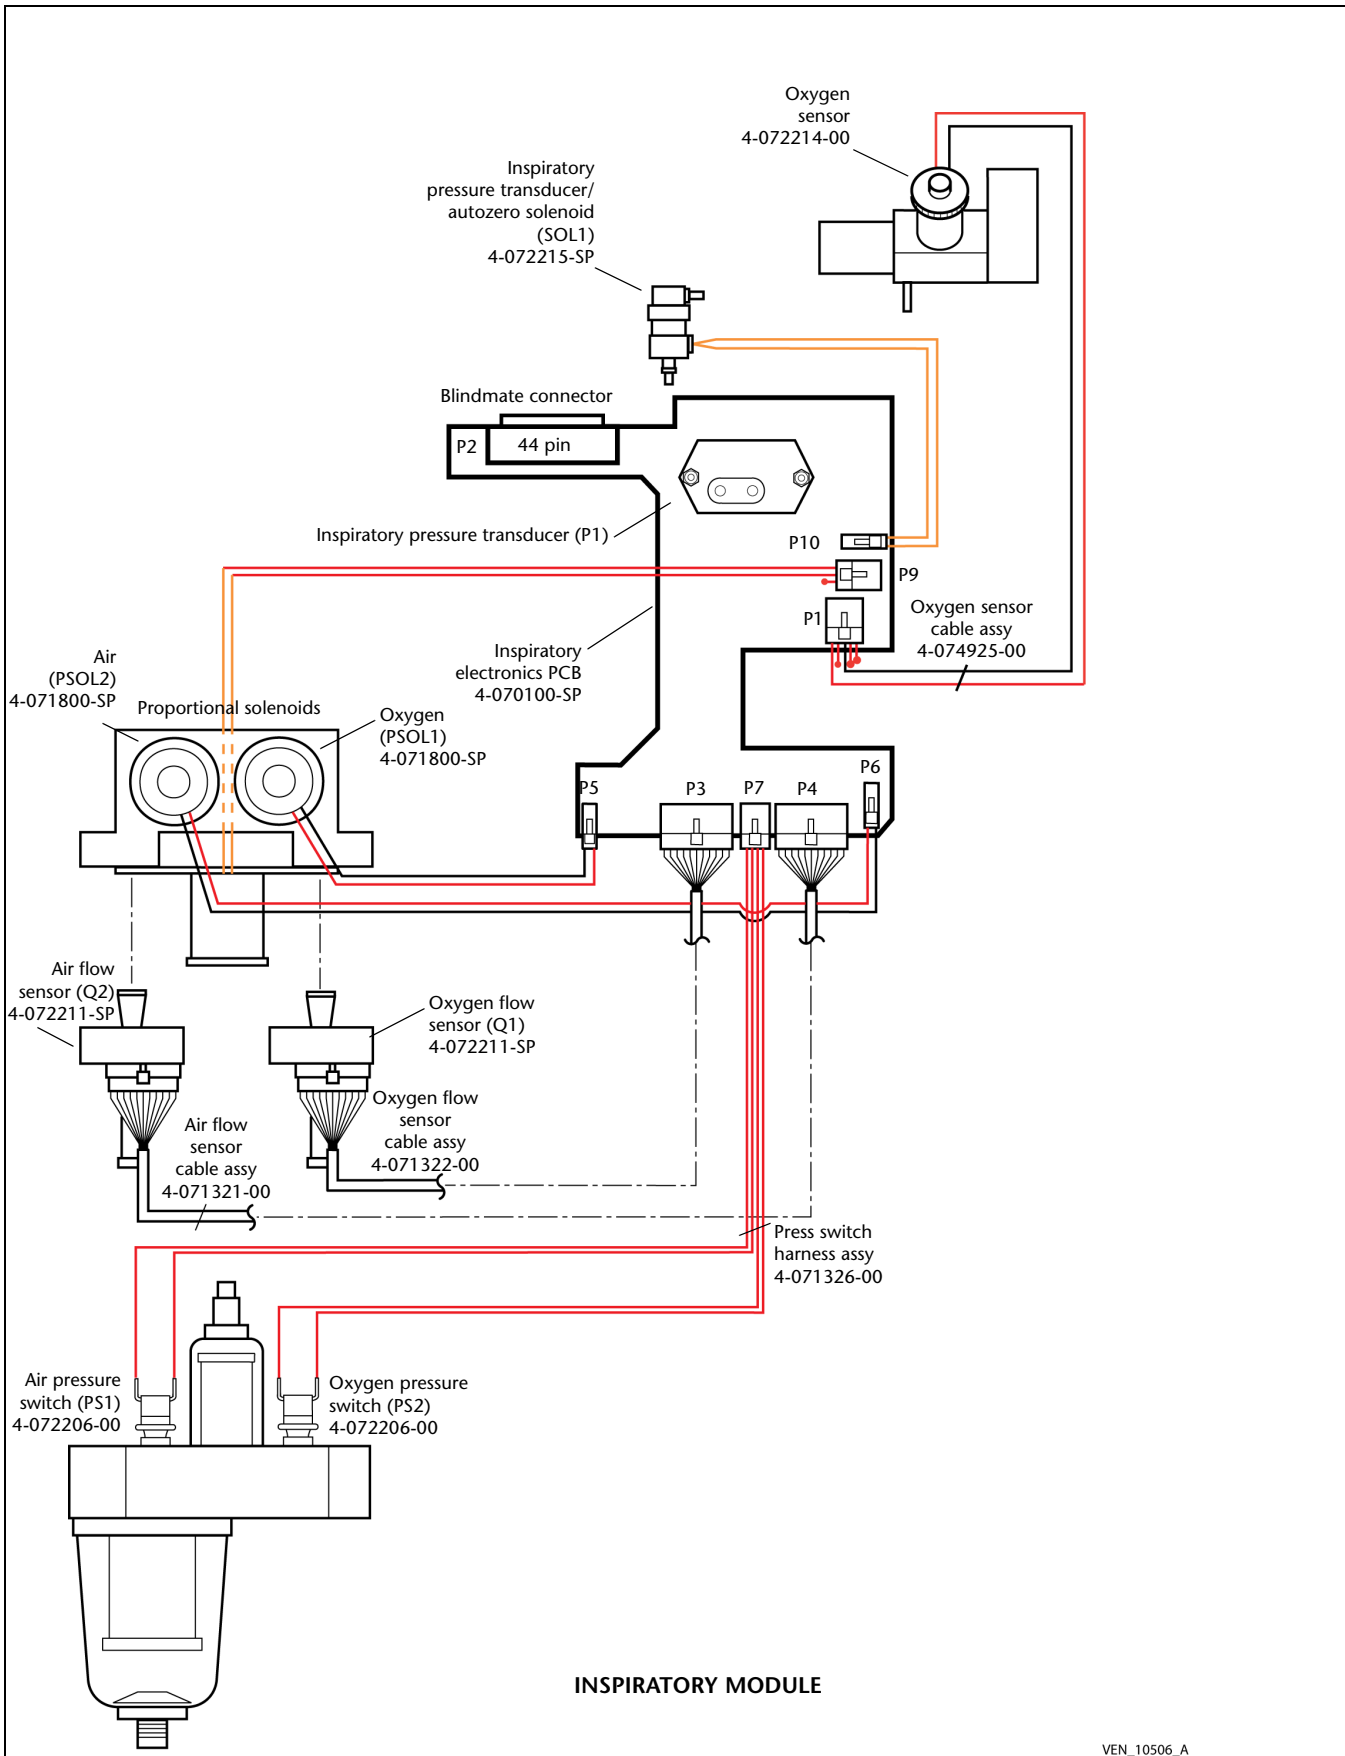 Oxygen
sensor
4-072214-00
Inspiratory
pressure transducer/
autozero solenoid
(SOL1)
4-072215-SP
Blindmate connector
P2
44 pin
Inspiratory pressure transducer (P1)
P10
P9
P1
Oxygen sensor
cable assy
4-074925-00
Inspiratory
electronics PCB
4-070100-SP
Air
(PSOL2)
4-071800-SP
Proportional solenoids
Oxygen
(PSOL1)
4-071800-SP
P5
P3
P7
P4
P6
Air flow
sensor (Q2)
4-072211-SP
Oxygen flow
sensor (Q1)
4-072211-SP
Oxygen flow
sensor
cable assy
4-071322-00
Air flow
sensor
cable assy
4-071321-00
Press switch
harness assy
4-071326-00
Air pressure
switch (PS1)
4-072206-00
Oxygen pressure
switch (PS2)
4-072206-00
INSPIRATORY MODULE
VEN_10506_A